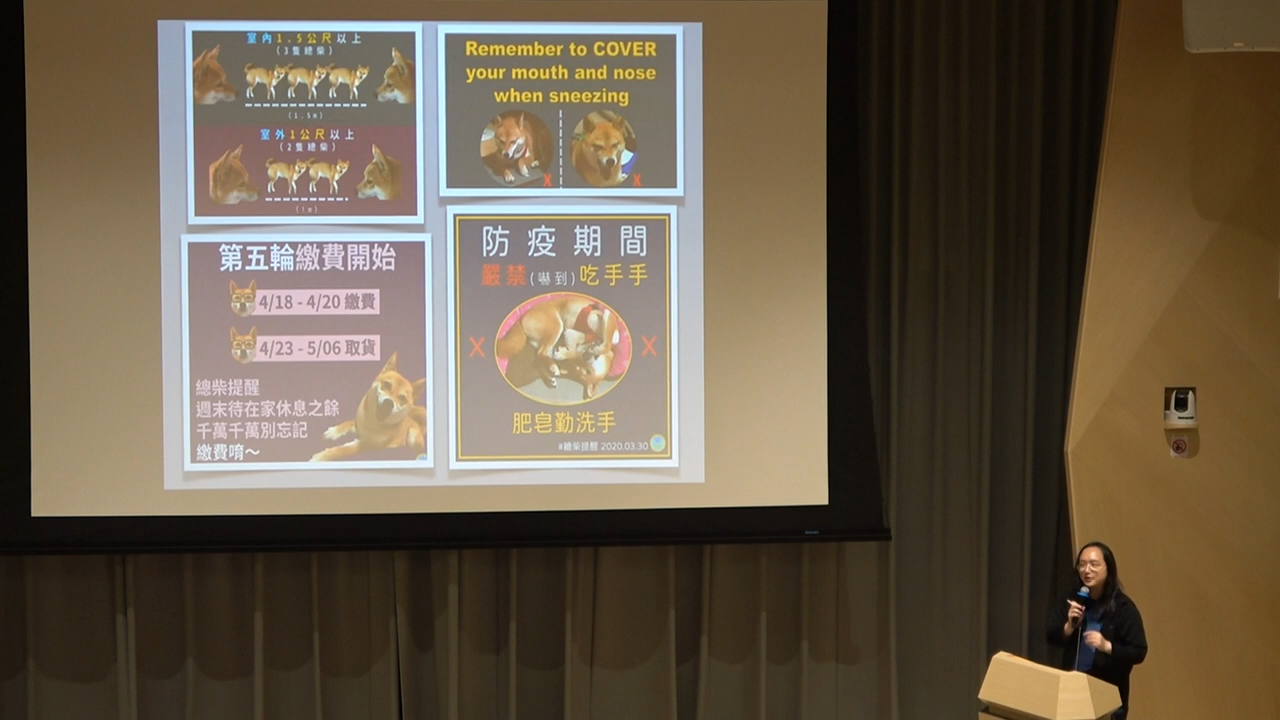 室內1.5公尺以上
(3隻總柴)
(1.5m)
室外1公尺以上
(2隻總柴)
(1m)
Remember to COVER
your mouth and nose
when sneezing
X
X
第五輪繳費開始
4/18 - 4/20 繳費
4/23 - 5/06 取貨
總柴提醒
週末待在家休息之餘
千萬千萬別忘記
繳費唷～
防疫期間
嚴禁(嚇到)吃手手
X
X
肥皂勤洗手
#總柴提醒 2020.03.30